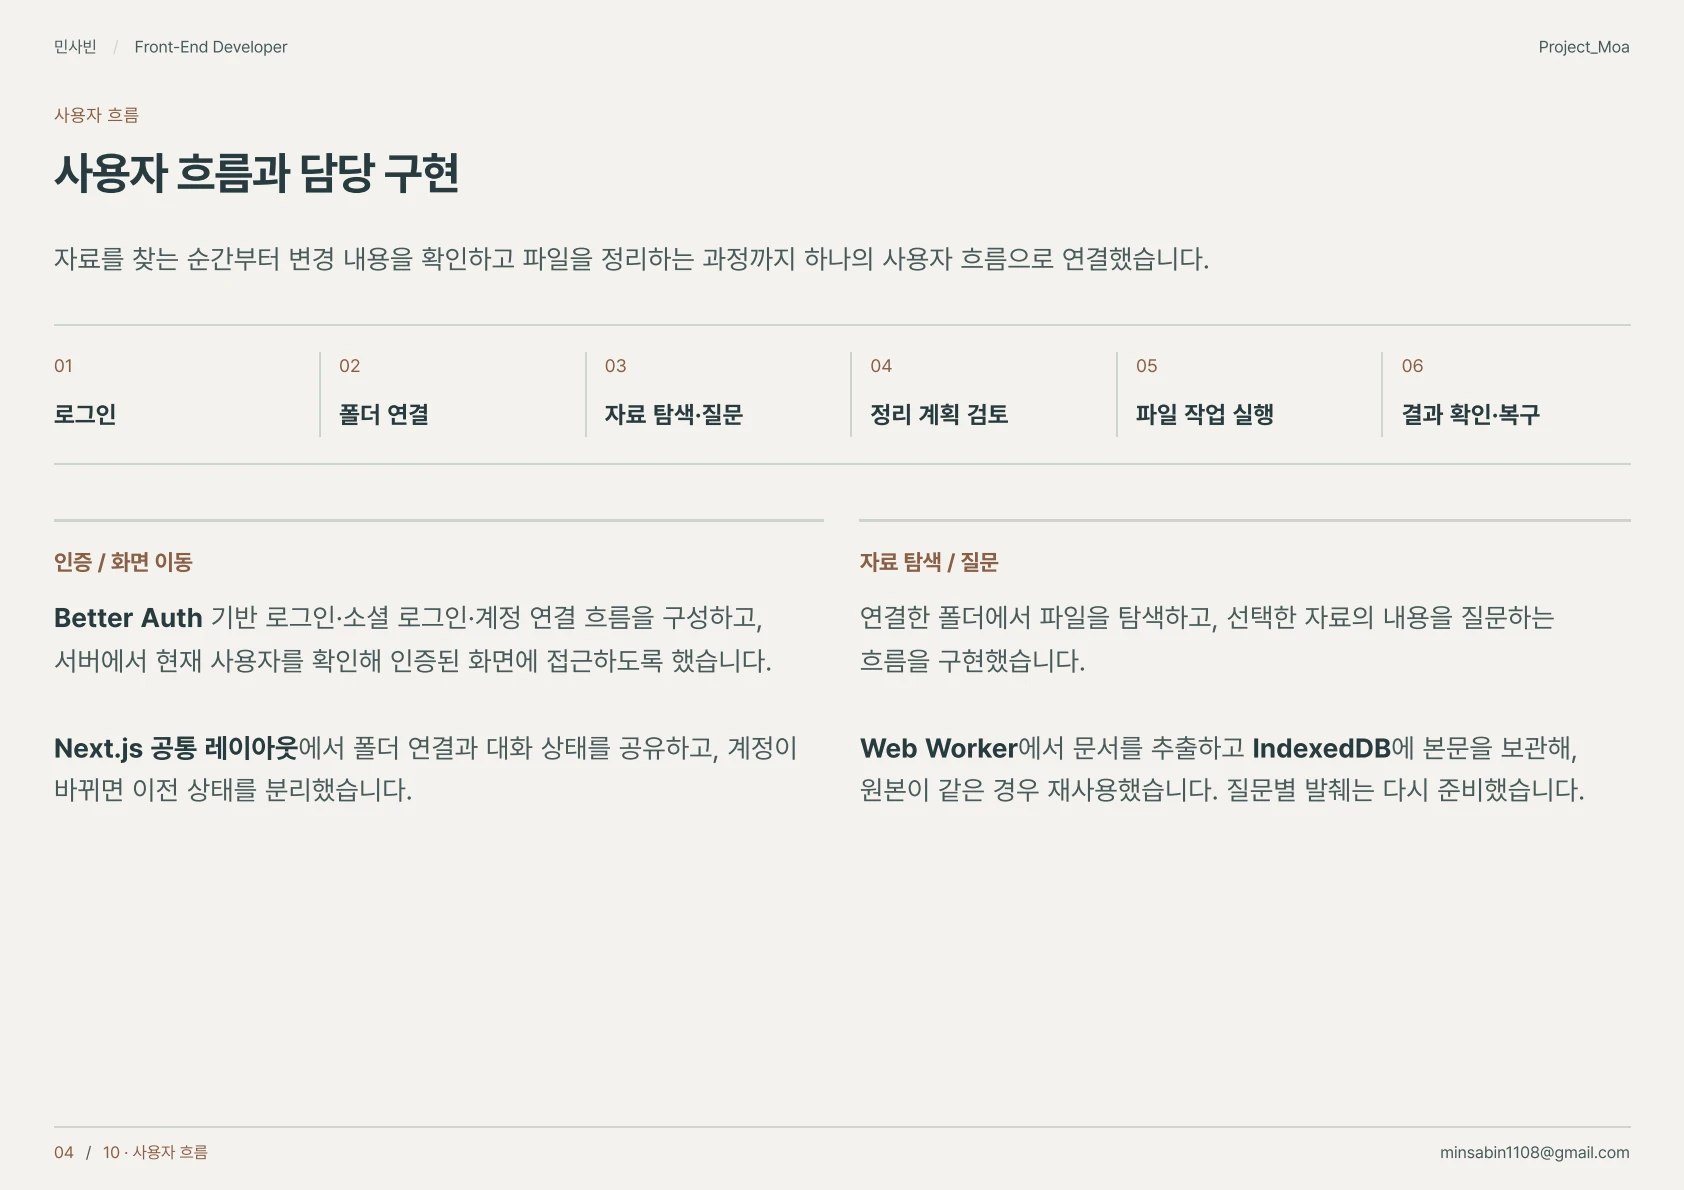 민사빈 / Front-End Developer
Project_Moa
사용자 흐름
사용자 흐름과 담당 구현
자료를 찾는 순간부터 변경 내용을 확인하고 파일을 정리하는 과정까지 하나의 사용자 흐름으로 연결했습니다.
01
로그인
02
폴더 연결
03
자료 탐색·질문
04
정리 계획 검토
05
파일 작업 실행
06
결과 확인·복구
인증 / 화면 이동
Better Auth 기반 로그인·소셜 로그인·계정 연결 흐름을 구성하고,
서버에서 현재 사용자를 확인해 인증된 화면에 접근하도록 했습니다.
Next.js 공통 레이아웃에서 폴더 연결과 대화 상태를 공유하고, 계정이
바뀌면 이전 상태를 분리했습니다.
자료 탐색 / 질문
연결한 폴더에서 파일을 탐색하고, 선택한 자료의 내용을 질문하는
흐름을 구현했습니다.
Web Worker에서 문서를 추출하고 IndexedDB에 본문을 보관해,
원본이 같은 경우 재사용했습니다. 질문별 발췌는 다시 준비했습니다.
04 / 10 · 사용자 흐름
minsabin1108@gmail.com